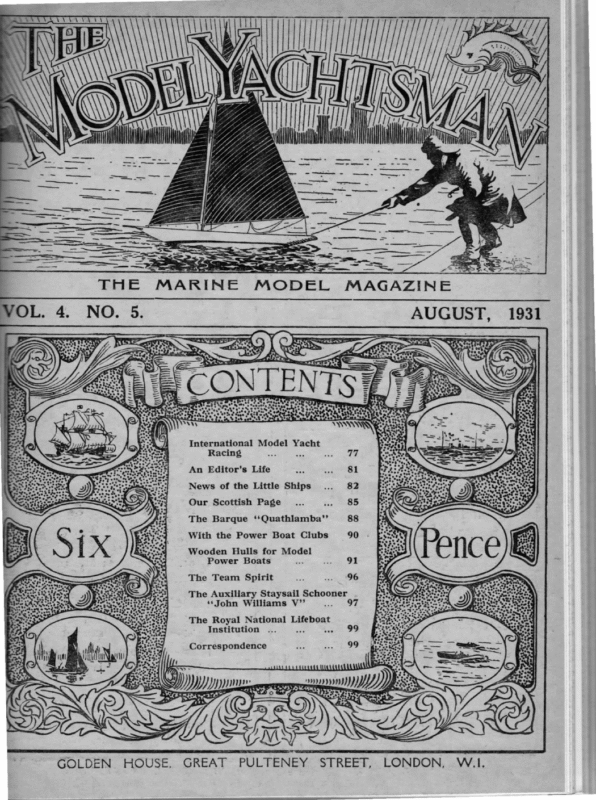 THE
MODEL YACHTSMAN
THE MARINE MODEL MAGAZINE
VOL. 4. NO. 5. AUGUST, 1931
CONTENTS
International Model Yacht
Racing ... ... ... 77
An Editor's Life ... ... 81
News of the Little Ships ... 82
Our Scottish Page ... ... 85
The Barque "Quathlamba" 88
With the Power Boat Clubs 90
Wooden Hulls for Model
Power Boats ... ... 91
The Team Spirit ... ... 96
The Auxiliary Staysail Schooner
"John Williams V" ... 97
The Royal National Lifeboat
Institution ... ... ... 99
Correspondence ... ... 99
Six
Pence
GOLDEN HOUSE. GREAT PULTENEY STREET, LONDON, W.1.